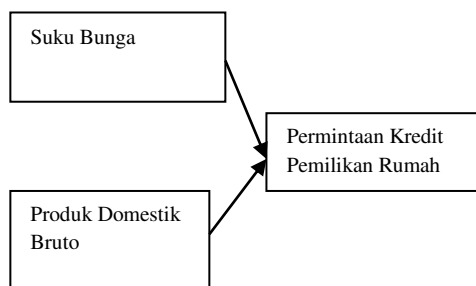 Suku Bunga
Permintaan Kredit
Pemilikan Rumah
Produk Domestik
Bruto